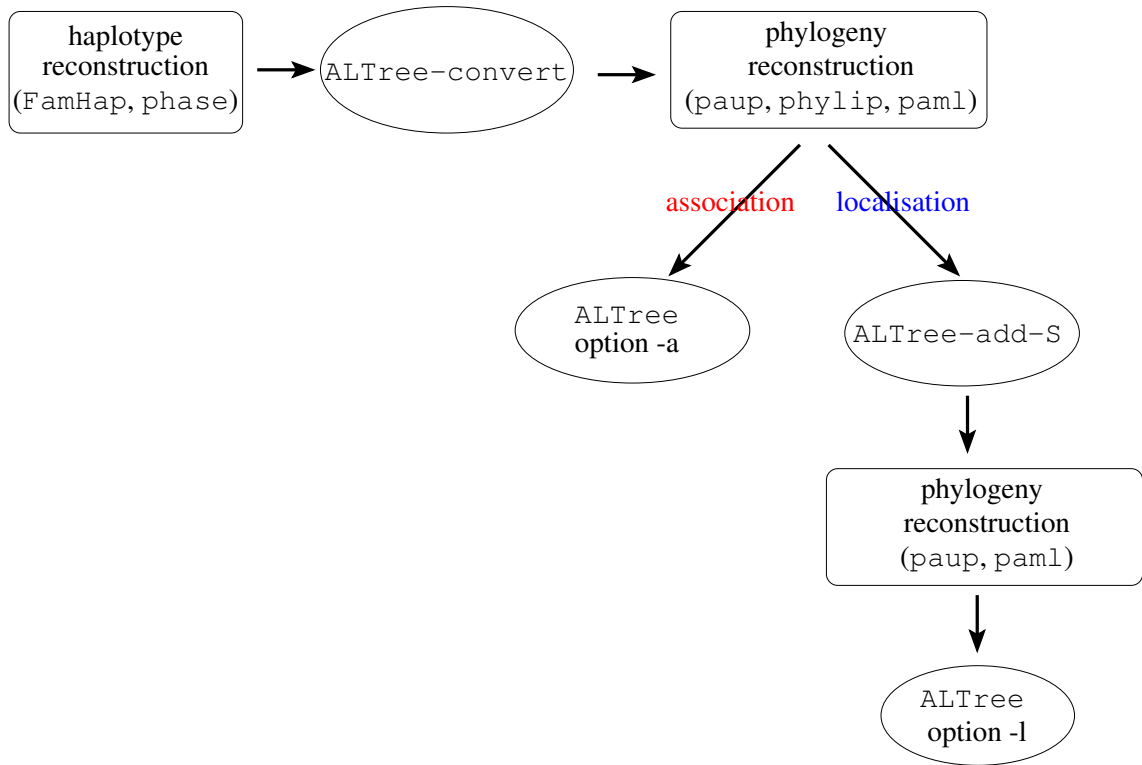 haplotype
reconstruction
(FamHap, phase)
ALTree-convert
phylogeny
reconstruction
(paup, phylip, paml)
association
localisation
ALTree
option -a
ALTree-add-S
phylogeny
reconstruction
(paup, paml)
ALTree
option -l